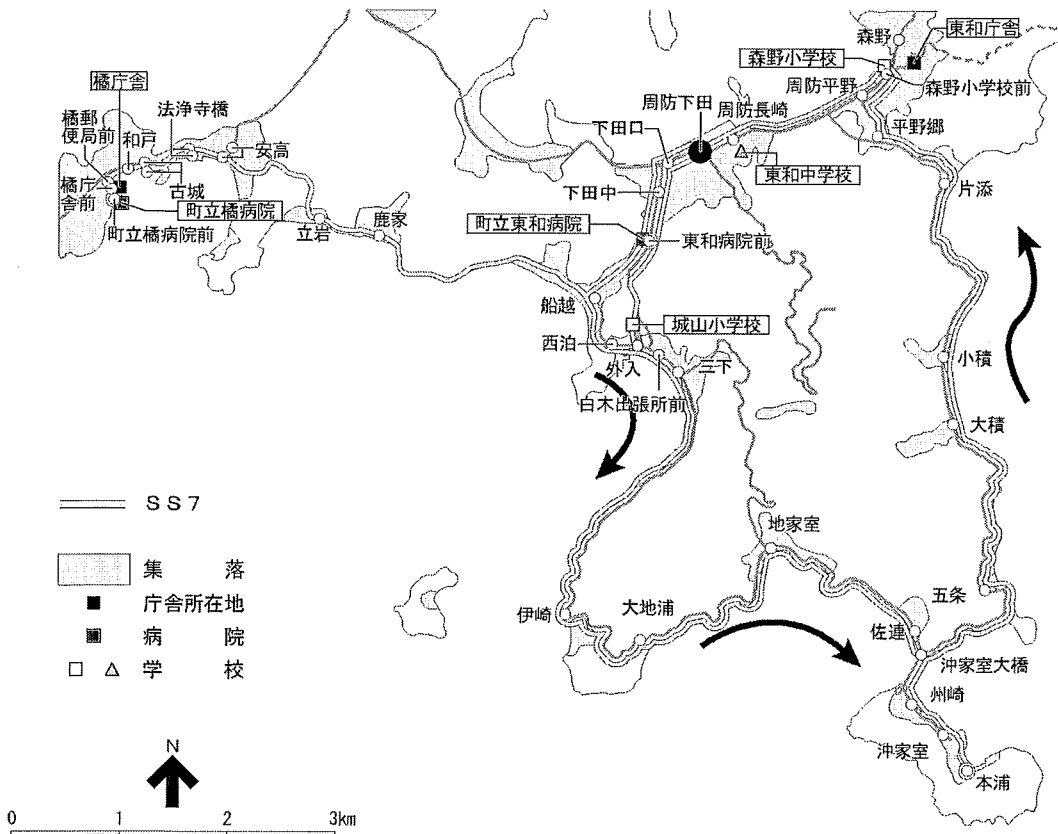 森野
東和庁舎
森野小学校
周防平野
森野小学校前
橘庁舎
法浄寺橋
周防下田
周防長崎
橘郵
便局前
和戸
安高
下田口
平野郷
東和中学校
橘庁
舎前
古城
町立橘病院
下田中
片添
町立橘病院前
立岩
鹿家
町立東和病院
東和病院前
船越
城山小学校
西泊
外入
三下
小積
白木出張所前
大積
SS7
地家室
集落
庁舎所在地
病院
学校
伊崎
大地浦
五条
佐連
沖家室大橋
州崎
沖家室
本浦
N
0 1 2 3km